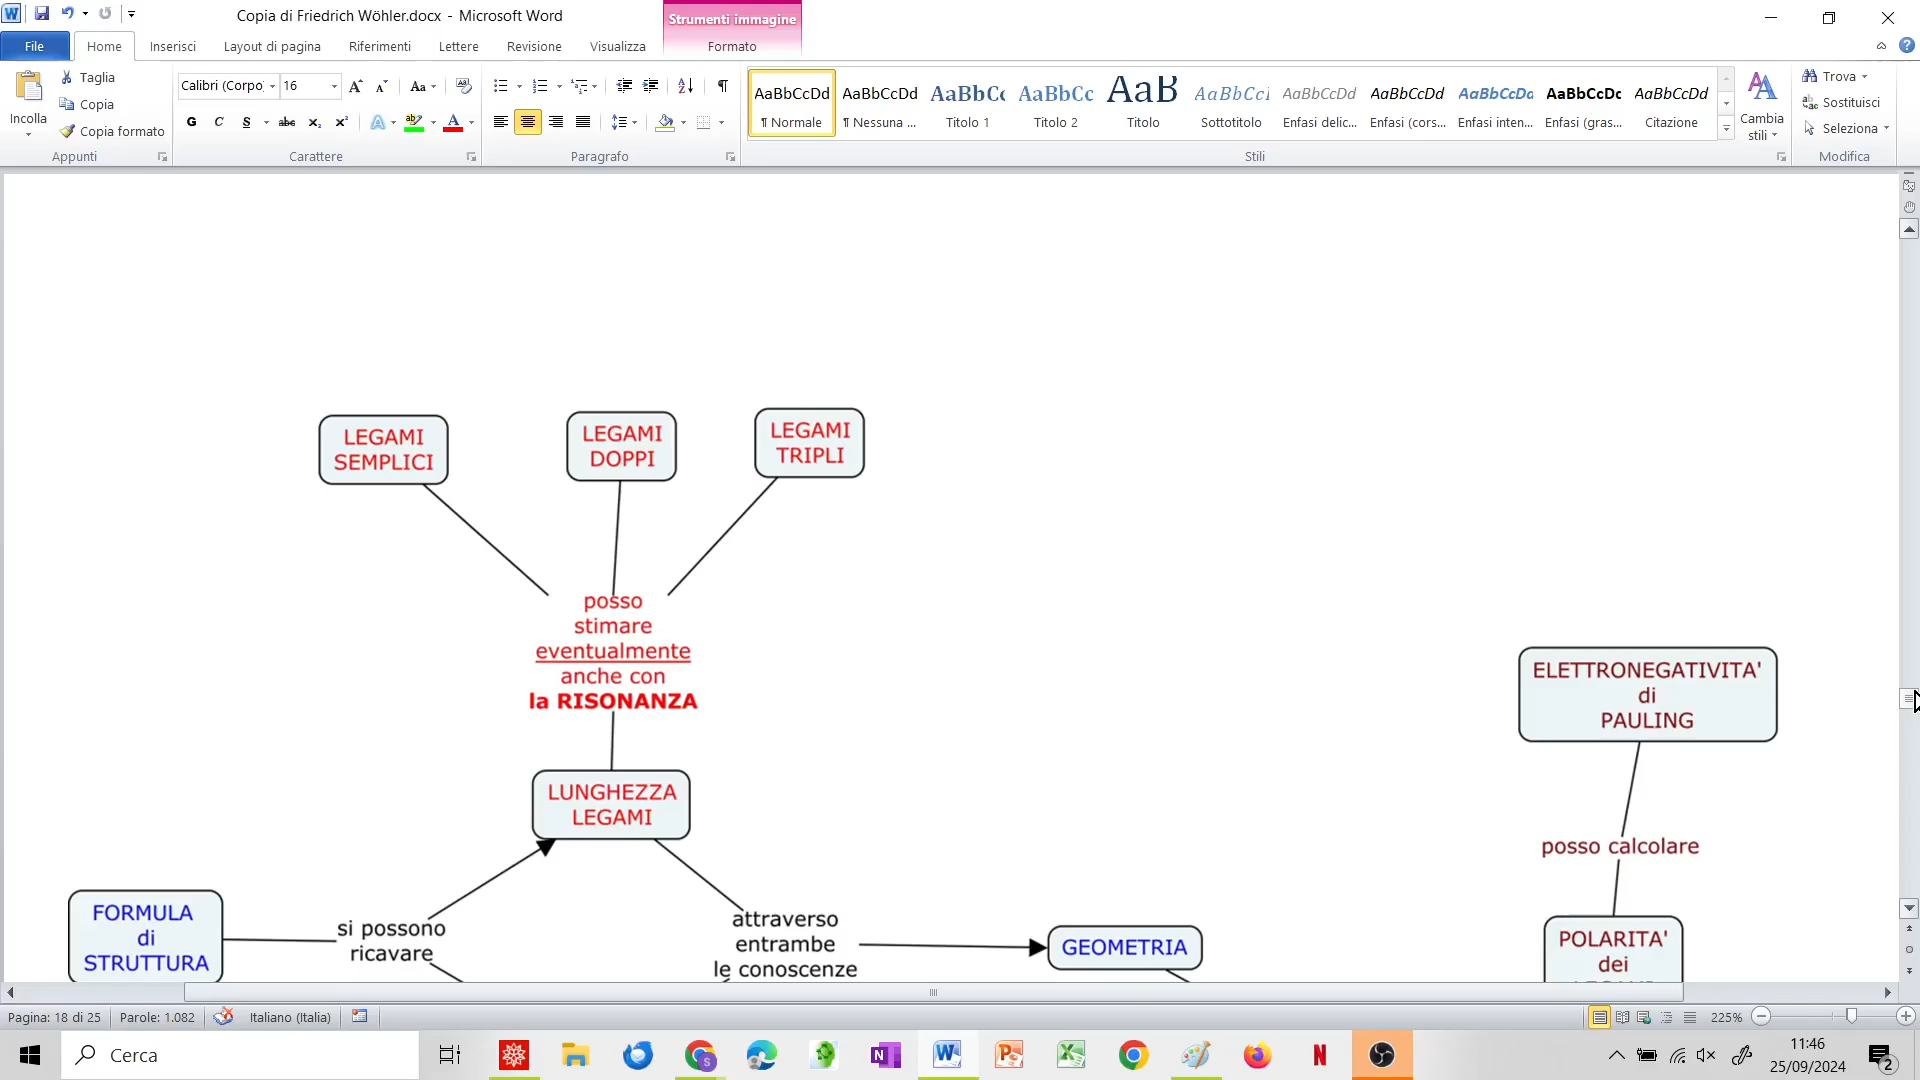 Copia di Friedrich Wöhler.docx - Microsoft Word
Strumenti immagine
File
Home
Inserisci
Layout di pagina
Riferimenti
Lettere
Revisione
Visualizza
Formato
Incolla
Taglia
Copia
Copia formato
Appunti
Calibri (Corpo)
16
Carattere
Paragrafo
AaBbCcDd
¶ Normale
AaBbCcDd
¶ Nessuna ...
AaBbC
Titolo 1
AaBbCc
Titolo 2
AaB
Titolo
AaBbCcI
Sottotitolo
AaBbCcDd
Enfasi delic...
AaBbCcDd
Enfasi (cors...
AaBbCcDd
Enfasi inten...
AaBbCcDc
Enfasi (gras...
AaBbCcDd
Citazione
Stili
Cambia
stili
Trova
Sostituisci
Seleziona
Modifica
LEGAMI
SEMPLICI
LEGAMI
DOPPI
LEGAMI
TRIPLI
posso
stimare
eventualmente
anche con
la RISONANZA
ELETTRONEGATIVITA'
di
PAULING
LUNGHEZZA
LEGAMI
posso calcolare
FORMULA
di
STRUTTURA
si possono
ricavare
attraverso
entrambe
le conoscenze
GEOMETRIA
POLARITA'
dei
Pagina: 18 di 25
Parole: 1.082
Italiano (Italia)
225%
Cerca
11:46
25/09/2024
2